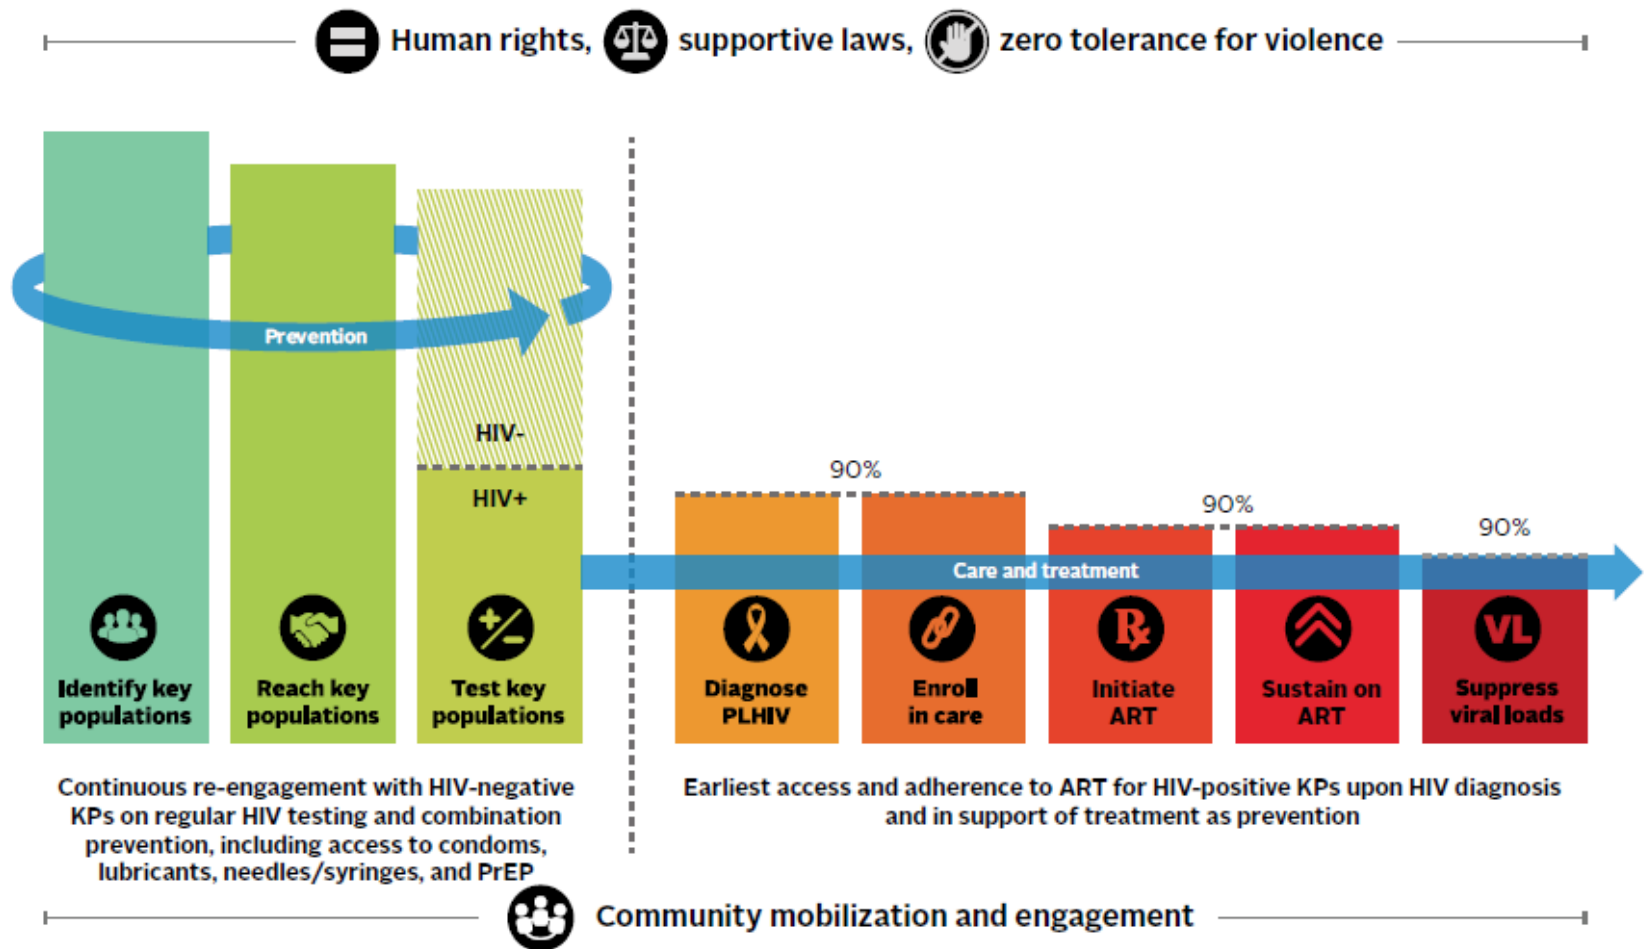 Human rights, supportive laws, zero tolerance for violence
Prevention
HIV-
HIV+
90%
90%
90%
Care and treatment
Rx
VL
Identify key
populations
Reach key
populations
Test key
populations
Diagnose
PLHIV
Enroll
in care
Initiate
ART
Sustain on
ART
Suppress
viral loads
Continuous re-engagement with HIV-negative
KPs on regular HIV testing and combination
prevention, including access to condoms,
lubricants, needles/syringes, and PrEP
Earliest access and adherence to ART for HIV-positive KPs upon HIV diagnosis
and in support of treatment as prevention
Community mobilization and engagement